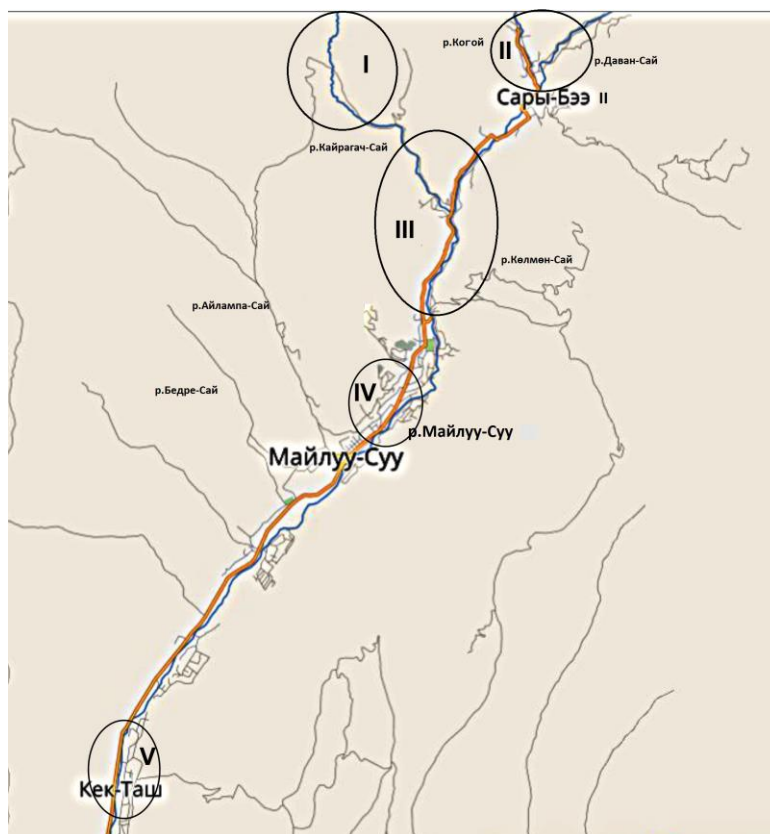 I
р.Когой
II
р.Даван-Сай
Сары-Бээ II
р.Кайрагач-Сай
III
р.Көлмөн-Сай
р.Айлампа-Сай
р.Бедре-Сай
IV
р.Майлуу-Суу
Майлуу-Суу
V
Кек-Таш